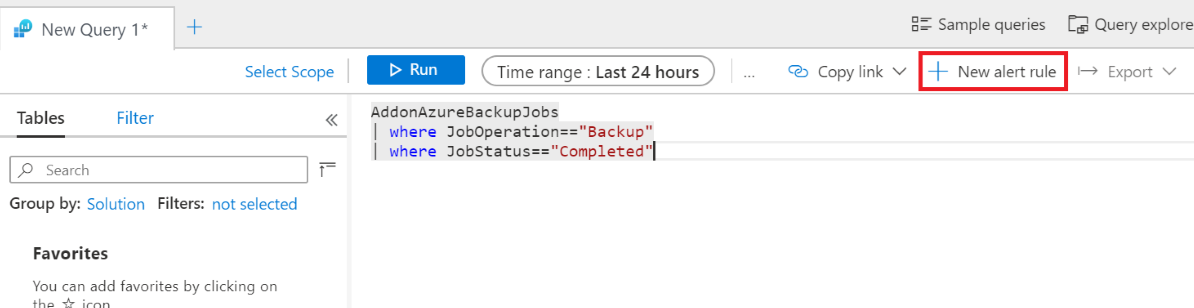 New Query 1*
Sample queries
Query explore
Select Scope
Run
Time range : Last 24 hours
...
Copy link
New alert rule
Export
Tables
Filter
Search
Group by: Solution Filters: not selected
Favorites
You can add favorites by clicking on
the ☆ icon
AddonAzureBackupJobs
| where JobOperation=="Backup"
| where JobStatus=="Completed"